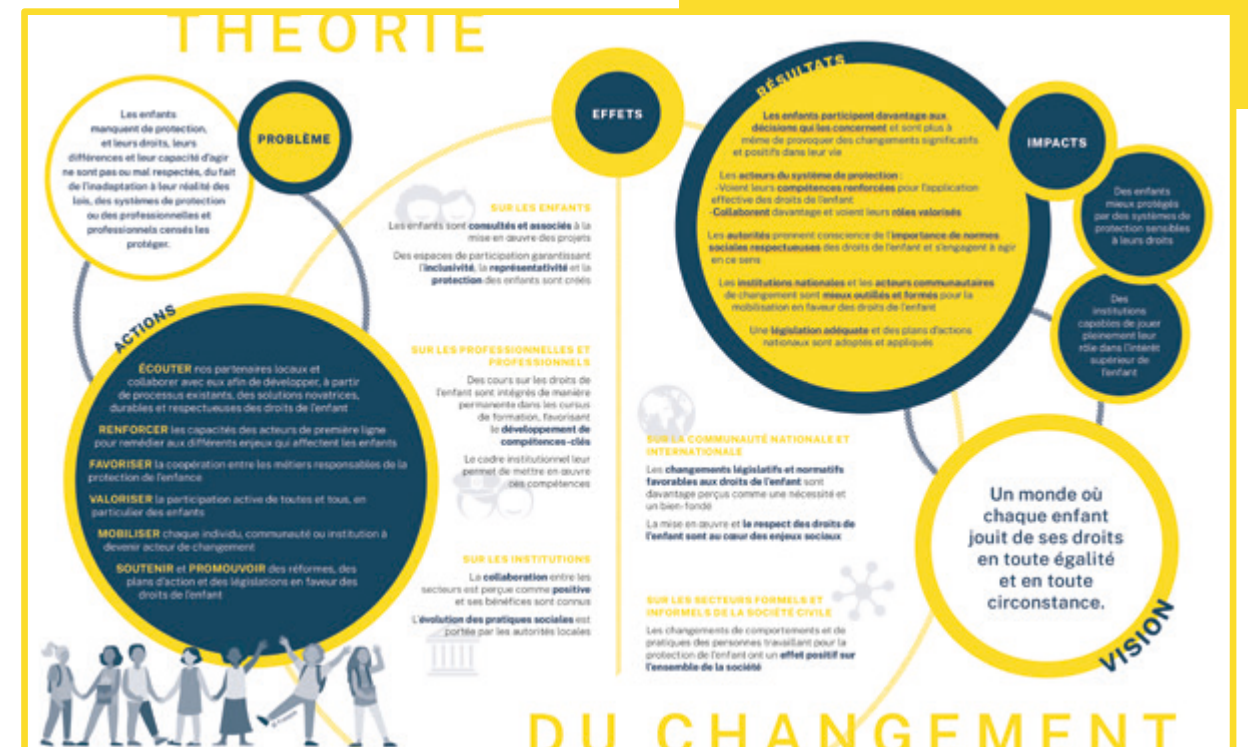 THÉORIE
Les enfants
manquent de protection,
et leurs droits, leurs
différences et leur capacité d'agir
ne sont pas ou mal respectés, du fait
de l'inadaptation à leur réalité des
lois, des systèmes de protection
ou des professionnelles et
professionnels censés les
protéger.
PROBLÈME
ACTIONS
ÉCOUTER nos partenaires locaux et
collaborer avec eux afin de développer, à partir
de processus existants, des solutions novatrices,
durables et respectueuses des droits de l'enfant
RENFORCER les capacités des acteurs de première ligne
pour remédier aux différents enjeux qui affectent les enfants
FAVORISER la coopération entre les métiers responsables de la
protection de l'enfance
VALORISER la participation active de toutes et tous, en
particulier des enfants
MOBILISER chaque individu, communauté ou institution à
devenir acteur de changement
SOUTENIR et PROMOUVOIR des réformes, des
plans d'action et des législations en faveur des
droits de l'enfant
EFFETS
SUR LES ENFANTS
Les enfants sont consultés et associés à la
mise en œuvre des projets
Des espaces de participation garantissant
l'inclusivité, la représentativité et la
protection des enfants sont créés
SUR LES PROFESSIONNELLES ET
PROFESSIONNELS
Des cours sur les droits de
l'enfant sont intégrés de manière
permanente dans les cursus
de formation, favorisant
le développement de
compétences-clés
Le cadre institutionnel leur
permet de mettre en œuvre
ces compétences
SUR LES INSTITUTIONS
La collaboration entre les
secteurs est perçue comme positive
et ses bénéfices sont connus
L'évolution des pratiques sociales est
portée par les autorités locales
SUR LA COMMUNAUTÉ NATIONALE ET
INTERNATIONALE
Les changements législatifs et normatifs
favorables aux droits de l'enfant sont
davantage perçus comme une nécessité et
un bien-fondé
La mise en œuvre et le respect des droits de
l'enfant sont au cœur des enjeux sociaux
SUR LES SECTEURS FORMELS ET
INFORMELS DE LA SOCIÉTÉ CIVILE
Les changements de comportements et de
pratiques des personnes travaillant pour la
protection de l'enfant ont un effet positif sur
l'ensemble de la société
RÉSULTATS
Les enfants participent davantage aux
décisions qui les concernent et sont plus à
même de provoquer des changements significatifs
et positifs dans leur vie
Les acteurs du système de protection :
-Voient leurs compétences renforcées pour l'application
effective des droits de l'enfant
-Collaborent davantage et voient leurs rôles valorisés
Les autorités prennent conscience de l'importance de normes
sociales respectueuses des droits de l'enfant et s'engagent à agir
en ce sens
Les institutions nationales et les acteurs communautaires
de changement sont mieux outillés et formés pour la
mobilisation en faveur des droits de l'enfant
Une législation adéquate et des plans d'actions
nationaux sont adoptés et appliqués
IMPACTS
Des enfants
mieux protégés
par des systèmes de
protection sensibles
à leurs droits
Des
institutions
capables de jouer
pleinement leur
rôle dans l'intérêt
supérieur de
l'enfant
Un monde où
chaque enfant
jouit de ses droits
en toute égalité
et en toute
circonstance.
VISION
DU CHANGEMENT